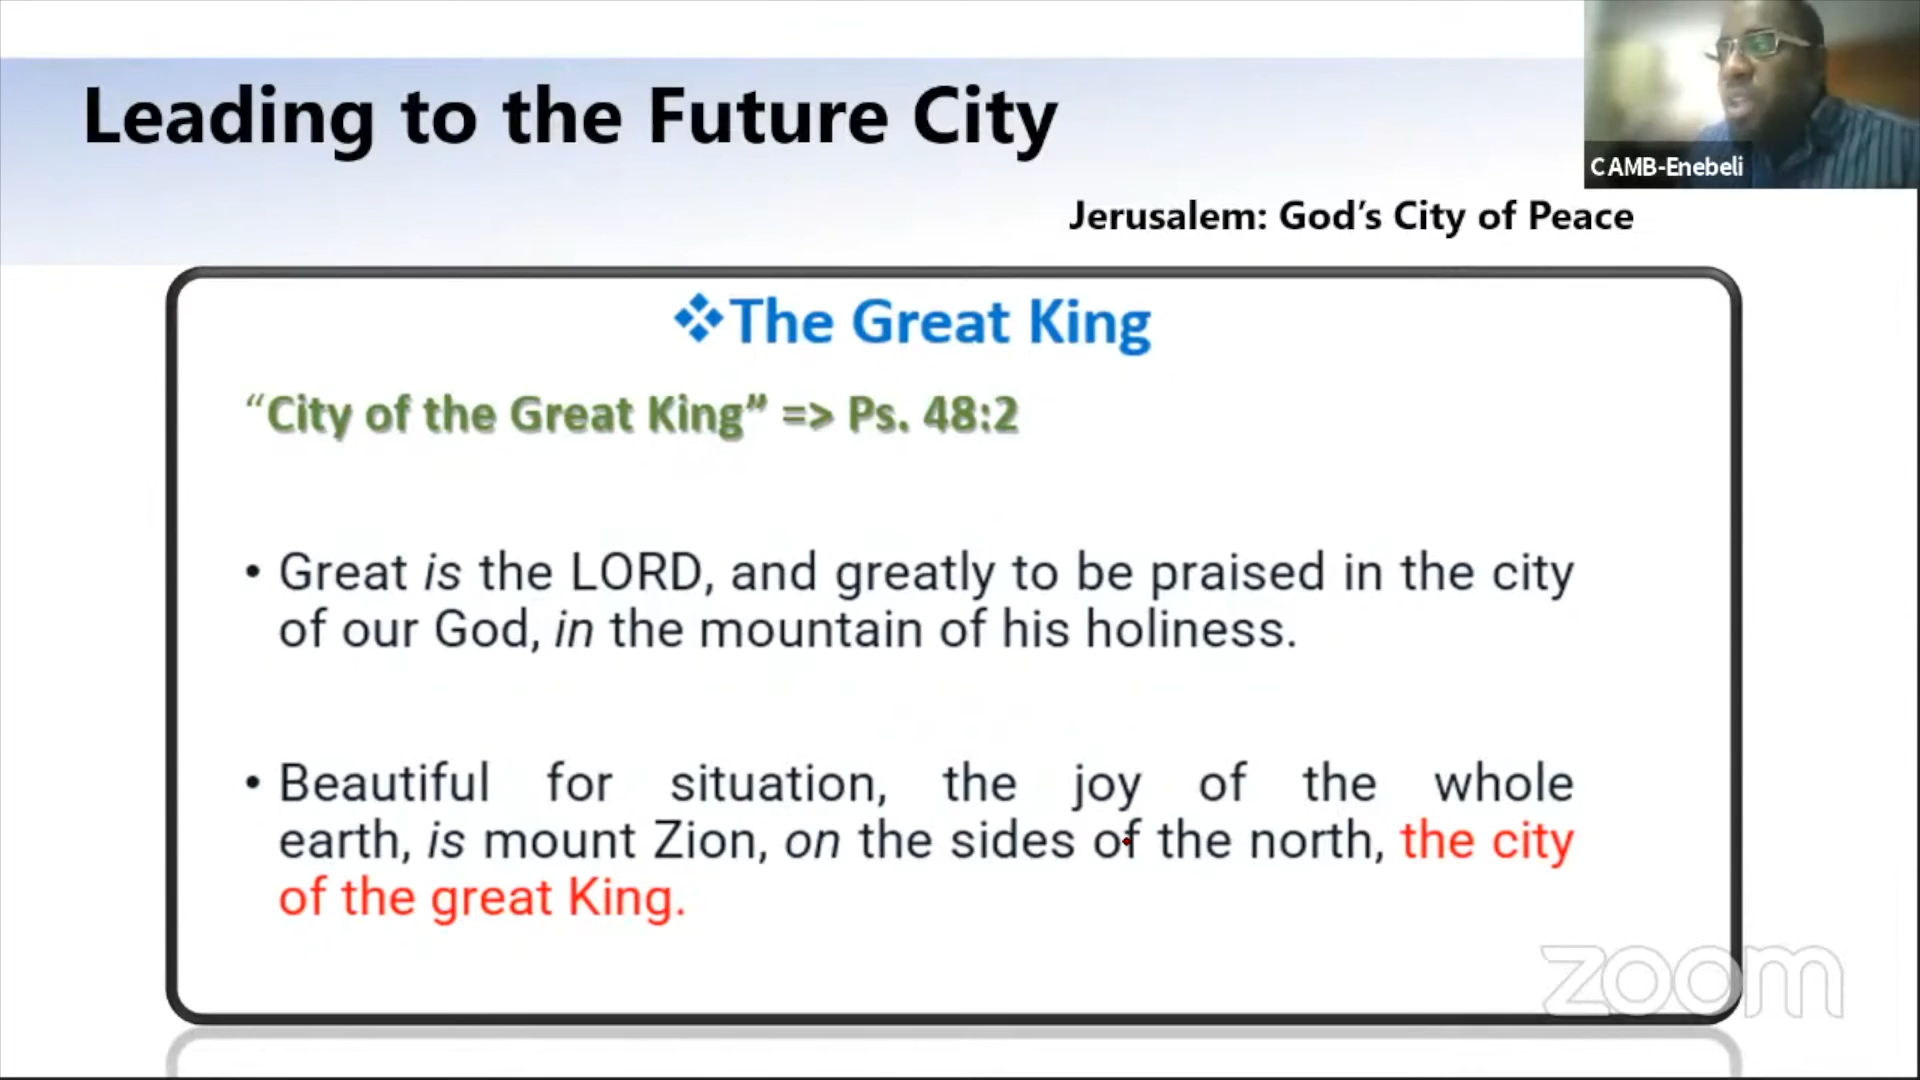 Leading to the Future City
CAMB-Enebeli
Jerusalem: God’s City of Peace
❖The Great King
“City of the Great King” => Ps. 48:2
• Great is the LORD, and greatly to be praised in the city
of our God, in the mountain of his holiness.
• Beautiful for situation, the joy of the whole
earth, is mount Zion, on the sides of the north, the city
of the great King.
zoom